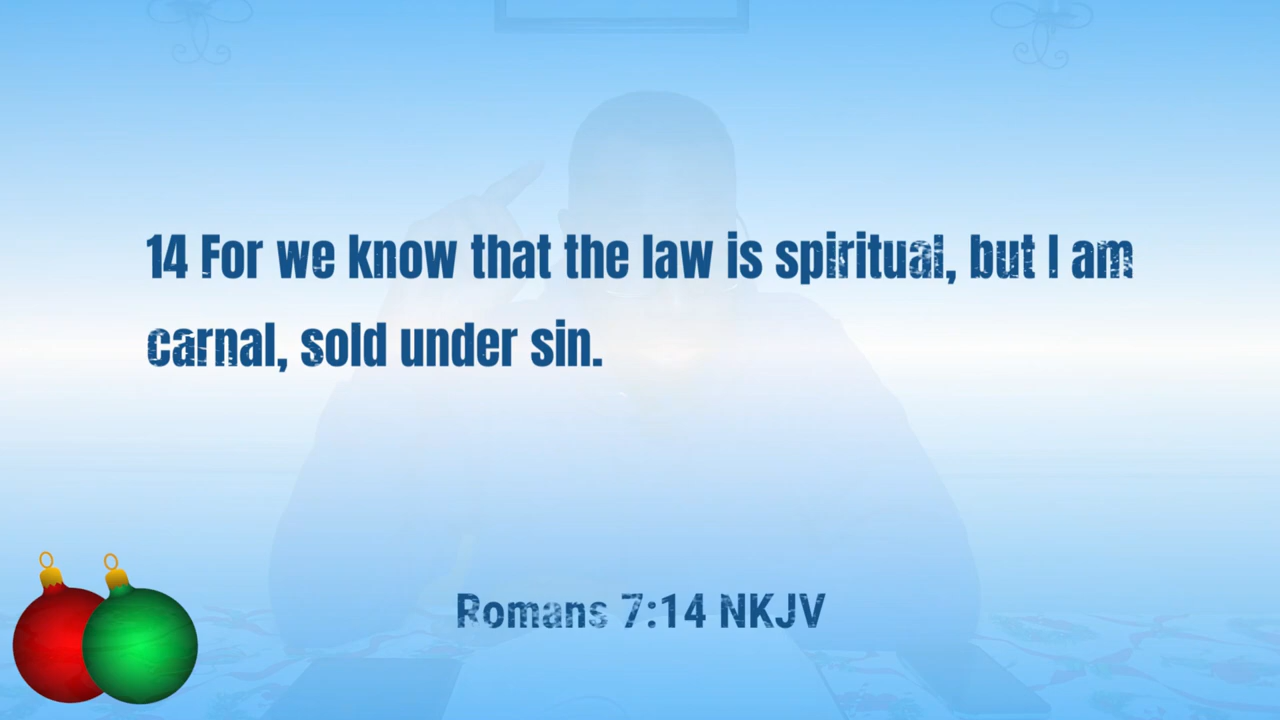 14 For we know that the law is spiritual, but I am
carnal, sold under sin.
Romans 7:14 NKJV